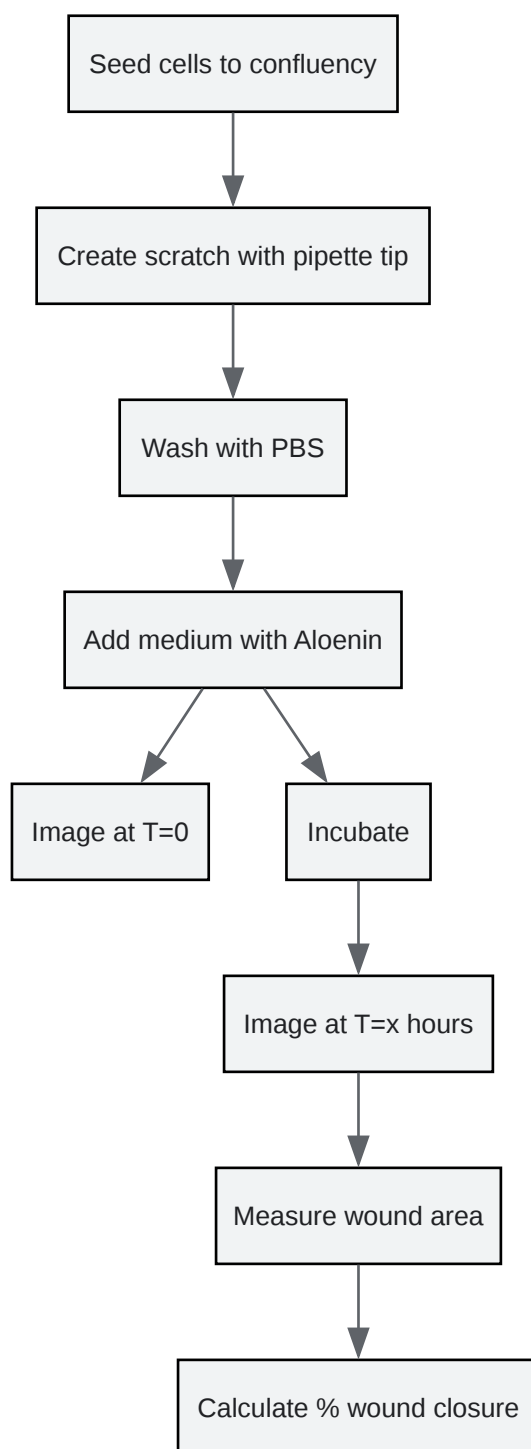 Seed cells to confluency
Create scratch with pipette tip
Wash with PBS
Add medium with Aloenin
Image at T=0
Incubate
Image at T=x hours
Measure wound area
Calculate % wound closure